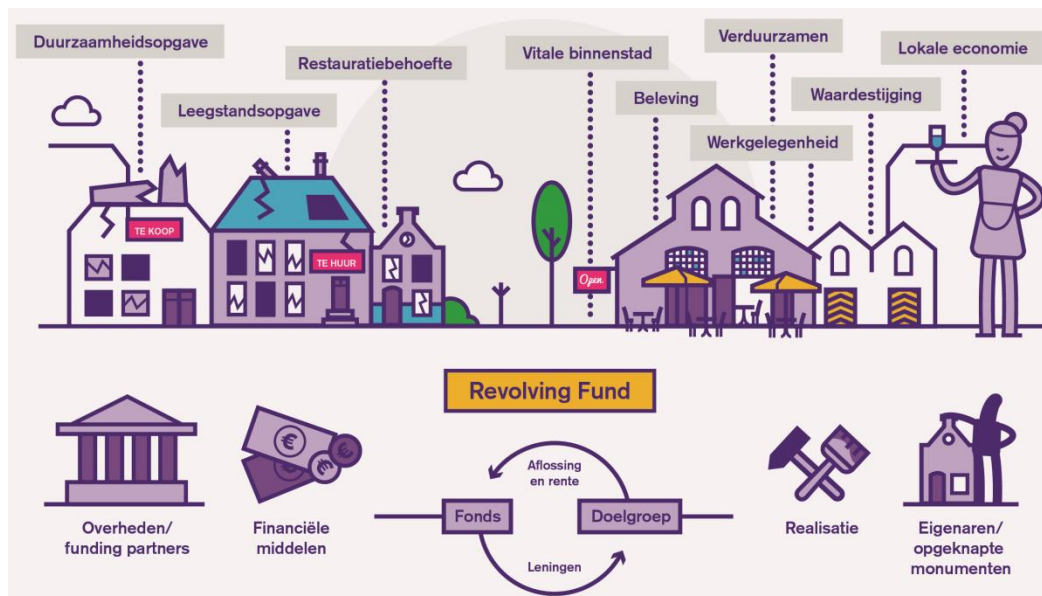 Duurzaamheidsopgave
Leegstandsopgave
Restauratiebehoefte
Vitale binnenstad
Beleving
Verduurzamen
Werkgelegenheid
Waardestijging
Lokale economie
TE KOOP
TE HUUR
Open
Revolving Fund
Overheden/
funding partners
Financiële
middelen
Aflossing
en rente
Fonds
Doelgroep
Leningen
Realisatie
Eigenaren/
opgeknapte
monumenten